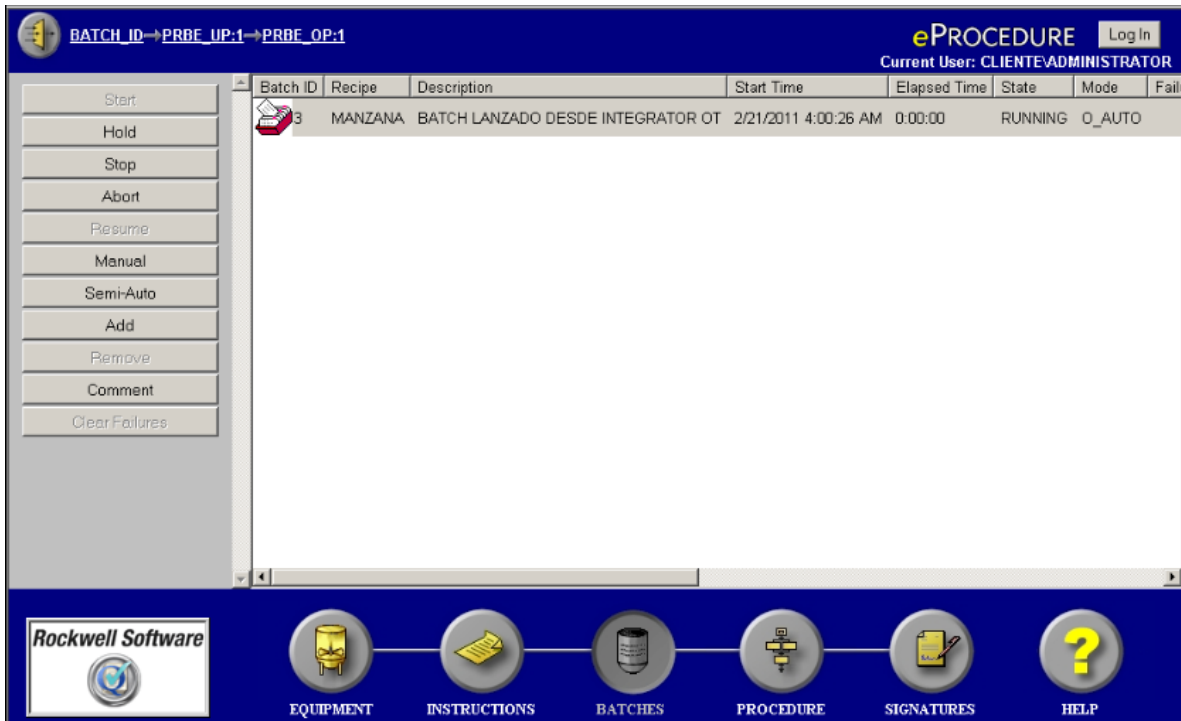 BATCH_ID→PRBE_UP:1→PRBE_OP:1
ePROCEDURE
Log In
Current User: CLIENTE\ADMINISTRATOR
Start
Hold
Stop
Abort
Resume
Manual
Semi-Auto
Add
Remove
Comment
Clear Failures
Batch ID Recipe Description Start Time Elapsed Time State Mode Fail
3 MANZANA BATCH LANZADO DESDE INTEGRATOR OT 2/21/2011 4:00:26 AM 0:00:00 RUNNING O_AUTO
Rockwell Software
EQUIPMENT INSTRUCTIONS BATCHES PROCEDURE SIGNATURES HELP